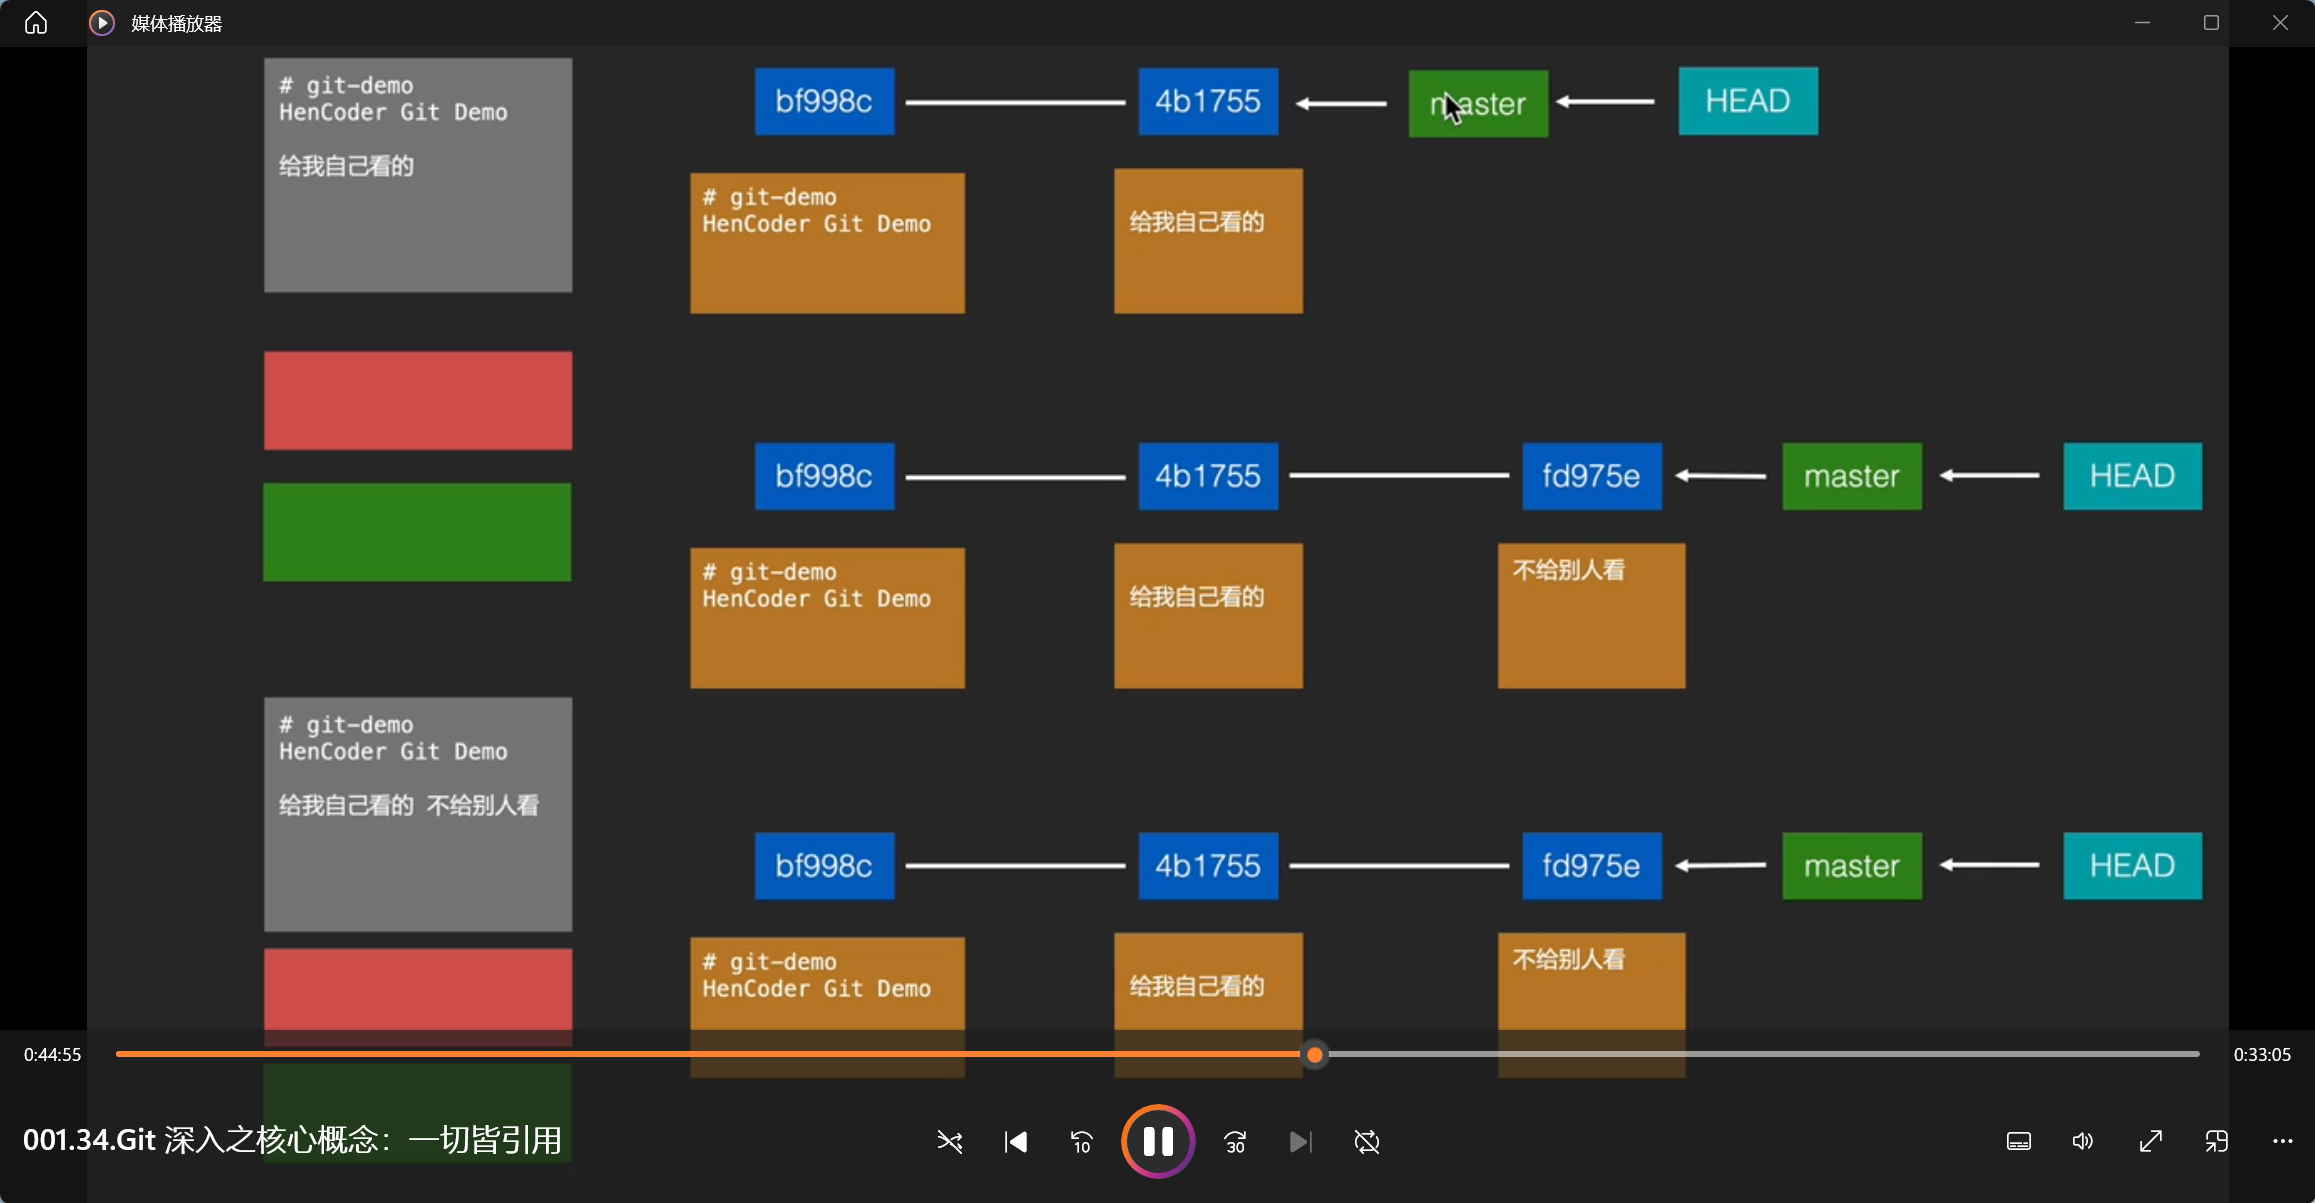 媒体播放器
# git-demo
HenCoder Git Demo
给我自己看的
bf998c
4b1755
master
HEAD
# git-demo
HenCoder Git Demo
给我自己看的
bf998c
4b1755
fd975e
master
HEAD
# git-demo
HenCoder Git Demo
给我自己看的
不给别人看
# git-demo
HenCoder Git Demo
给我自己看的 不给别人看
bf998c
4b1755
fd975e
master
HEAD
# git-demo
HenCoder Git Demo
给我自己看的
不给别人看
0:44:55
0:33:05
001.34.Git 深入之核心概念：一切皆引用
10
30